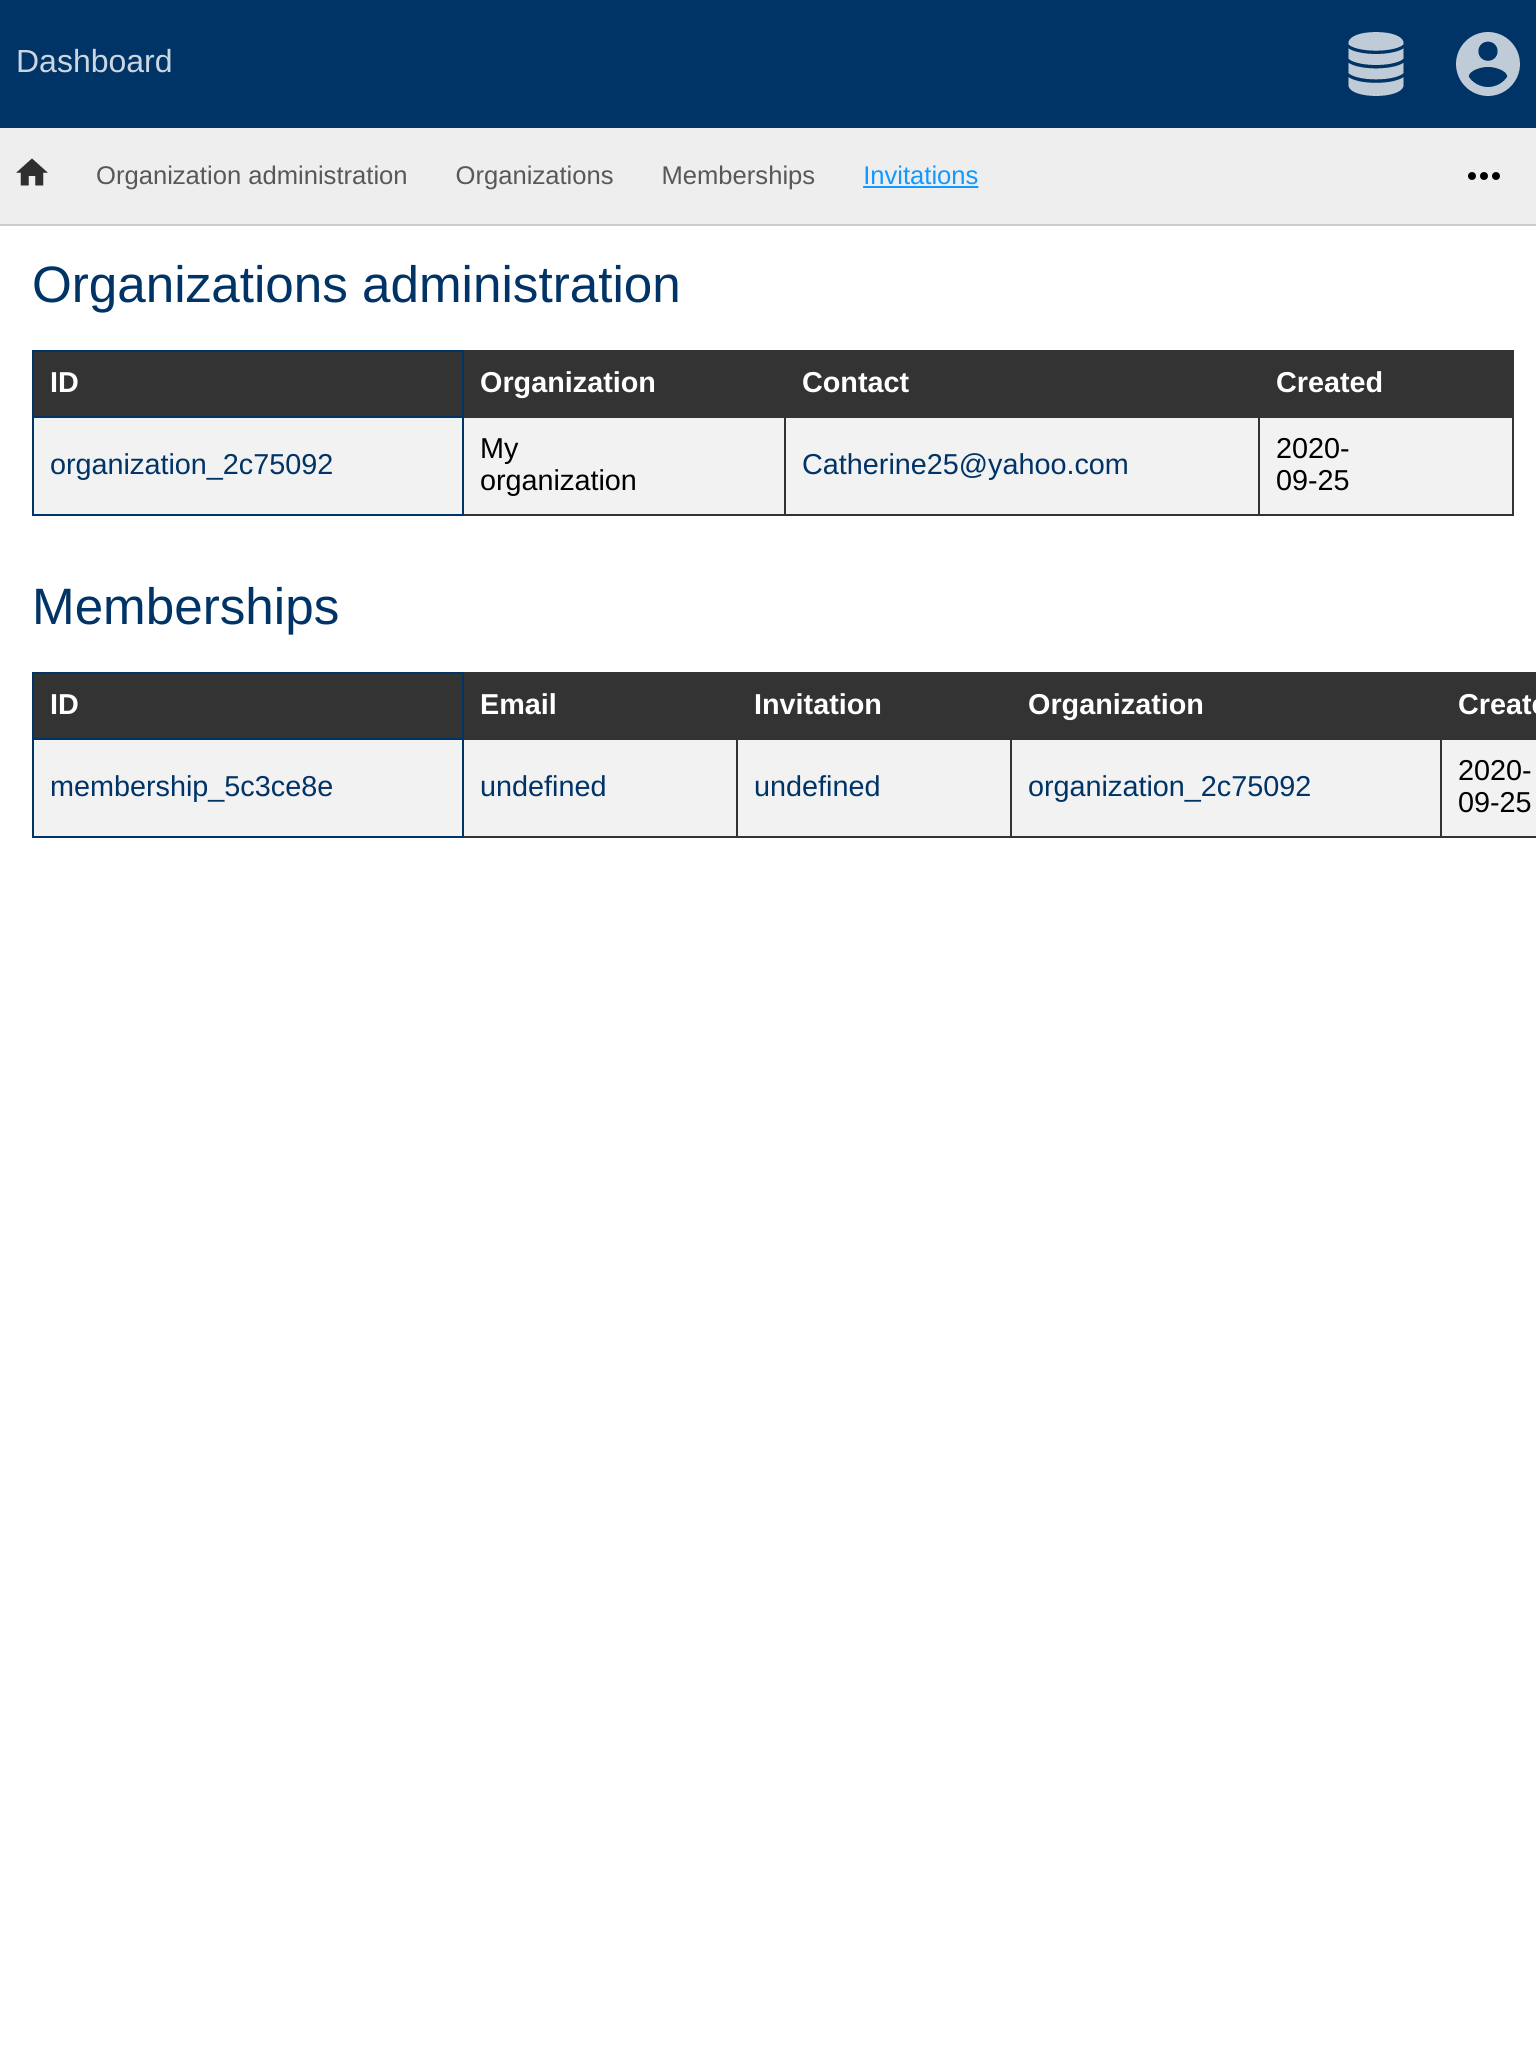 Dashboard
Organization administration Organizations Memberships Invitations
Organizations administration
ID Organization Contact Created
organization_2c75092 My organization Catherine25@yahoo.com 2020-09-25
Memberships
ID Email Invitation Organization Creat
membership_5c3ce8e undefined undefined organization_2c75092 2020-09-25